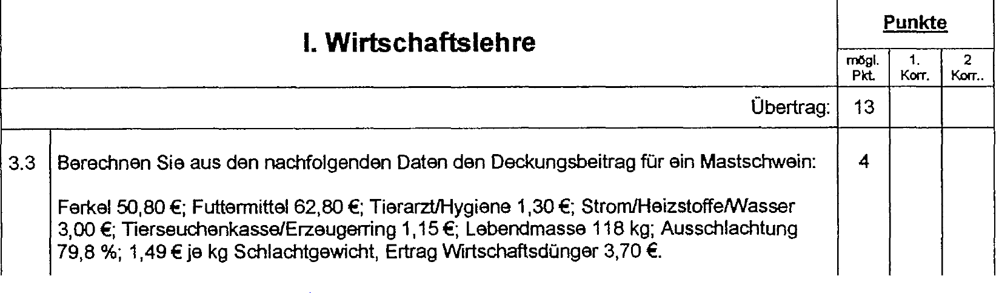 I. Wirtschaftslehre
Punkte
mögl. Pkt.
1. Korr.
2 Korr..
Übertrag: 13
3.3 Berechnen Sie aus den nachfolgenden Daten den Deckungsbeitrag für ein Mastschwein: 4
Ferkel 50,80 €; Futtermittel 62,80 €; Tierarzt/Hygiene 1,30 €; Strom/Heizstoffe/Wasser
3,00 €; Tierseuchenkasse/Erzeugerring 1,15 €; Lebendmasse 118 kg; Ausschlachtung
79,8 %; 1,49 € je kg Schlachtgewicht, Ertrag Wirtschaftsdünger 3,70 €.